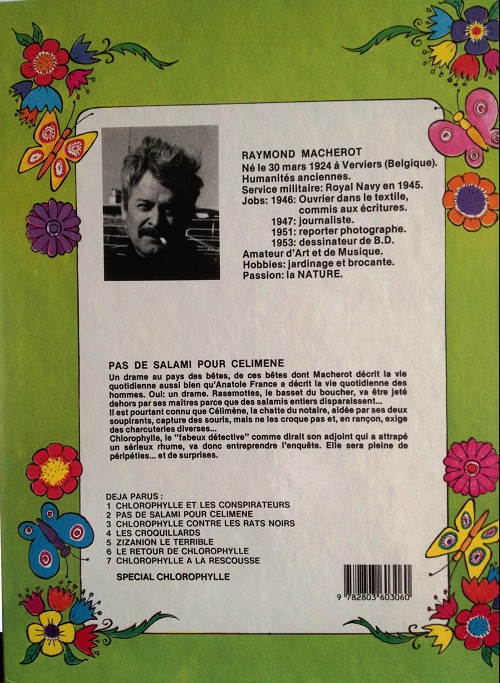 RAYMOND MACHEROT
Né le 30 mars 1924 à Verviers (Belgique).
Humanités anciennes.
Service militaire: Royal Navy en 1945.
Jobs: 1946: Ouvrier dans le textile,
commis aux écritures.
1947: journaliste.
1951: reporter photographe.
1953: dessinateur de B.D.
Amateur d'Art et de Musique.
Hobbies: jardinage et brocante.
Passion: la NATURE.
PAS DE SALAMI POUR CELIMENE
Un drame au pays des bêtes, de ces bêtes dont Macherot décrit la vie
quotidienne aussi bien qu'Anatole France a décrit la vie quotidienne des
hommes. Oui: un drame. Rasemottes, le basset du boucher, va être jeté
dehors par ses maîtres parce que des salamis entiers disparaissent...
Il est pourtant connu que Célimène, la chatte du notaire, aidée par ses deux
soupirants, capture des souris, mais ne les croque pas et, en rançon, exige
des charcuteries diverses...
Chlorophylle, le "fabeux détective" comme dirait son adjoint qui a attrapé
un sérieux rhume, va donc entreprendre l'enquête. Elle sera pleine de
péripéties... et de surprises.
DEJA PARUS :
1 CHLOROPHYLLE ET LES CONSPIRATEURS
2 PAS DE SALAMI POUR CELIMENE
3 CHLOROPHYLLE CONTRE LES RATS NOIRS
4 LES CROQUILLARDS
5 ZIZANION LE TERRIBLE
6 LE RETOUR DE CHLOROPHYLLE
7 CHLOROPHYLLE A LA RESCOUSSE
SPECIAL CHLOROPHYLLE
9 782803 603060